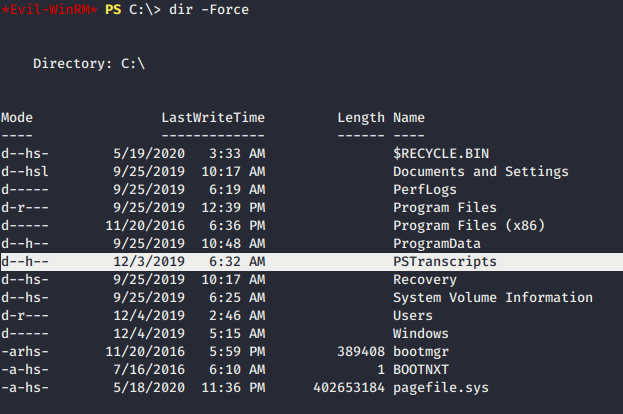 *Evil-WinRM* PS C:\> dir -Force
Directory: C:\
Mode LastWriteTime Length Name
---- ------------- ------ ----
d--hs- 5/19/2020 3:33 AM $RECYCLE.BIN
d--hsl 9/25/2019 10:17 AM Documents and Settings
d----- 9/25/2019 6:19 AM PerfLogs
d-r--- 9/25/2019 12:39 PM Program Files
d----- 11/20/2016 6:36 PM Program Files (x86)
d--h-- 9/25/2019 10:48 AM ProgramData
d--h-- 12/3/2019 6:32 AM PSTranscripts
d--hs- 9/25/2019 10:17 AM Recovery
d--hs- 9/25/2019 6:25 AM System Volume Information
d-r--- 12/4/2019 2:46 AM Users
d----- 12/4/2019 5:15 AM Windows
-arhs- 11/20/2016 5:59 PM 389408 bootmgr
-a-hs- 7/16/2016 6:10 AM 1 BOOTNXT
-a-hs- 5/18/2020 11:36 PM 402653184 pagefile.sys